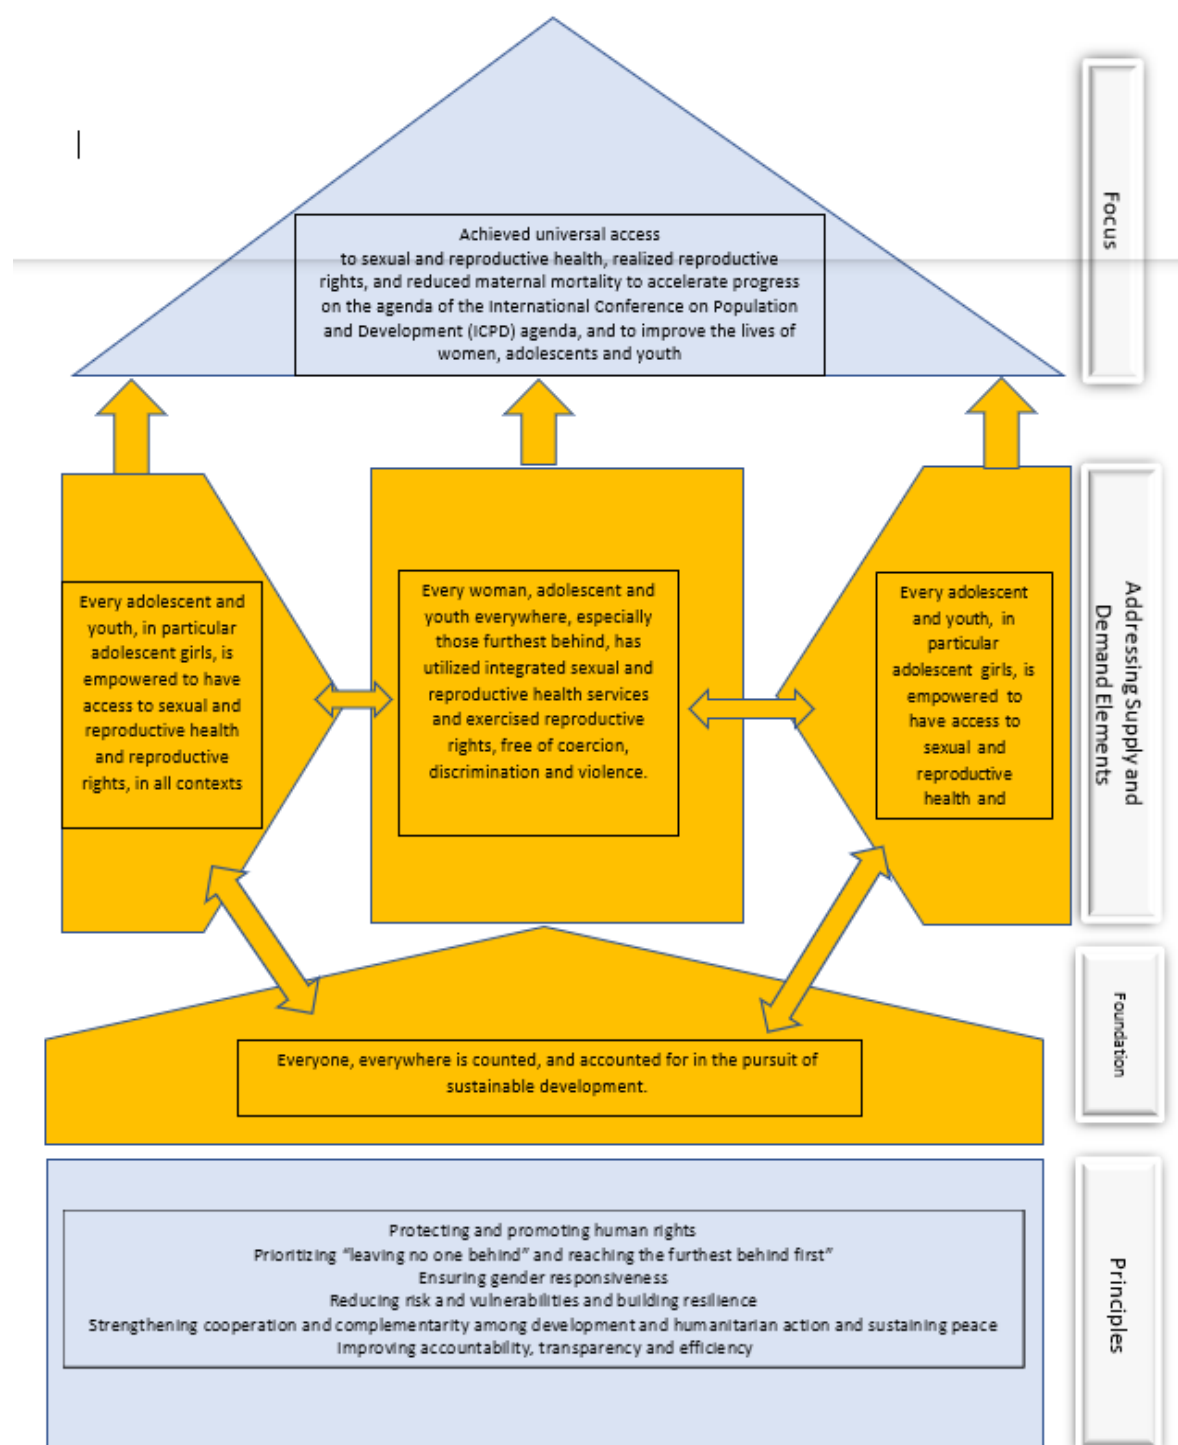 Focus
Achieved universal access
to sexual and reproductive health, realized reproductive
rights, and reduced maternal mortality to accelerate progress
on the agenda of the International Conference on Population
and Development (ICPD) agenda, and to improve the lives of
women, adolescents and youth
Addressing Supply and
Demand Elements
Every adolescent and
youth, in particular
adolescent girls, is
empowered to have
access to sexual and
reproductive health
and reproductive
rights, in all contexts
Every woman, adolescent and
youth everywhere, especially
those furthest behind, has
utilized integrated sexual and
reproductive health services
and exercised reproductive
rights, free of coercion,
discrimination and violence.
Every adolescent
and youth, in
particular
adolescent girls, is
empowered to
have access to
sexual and
reproductive
health and
Foundation
Everyone, everywhere is counted, and accounted for in the pursuit of
sustainable development.
Principles
Protecting and promoting human rights
Prioritizing “leaving no one behind” and reaching the furthest behind first”
Ensuring gender responsiveness
Reducing risk and vulnerabilities and building resilience
Strengthening cooperation and complementarity among development and humanitarian action and sustaining peace
Improving accountability, transparency and efficiency